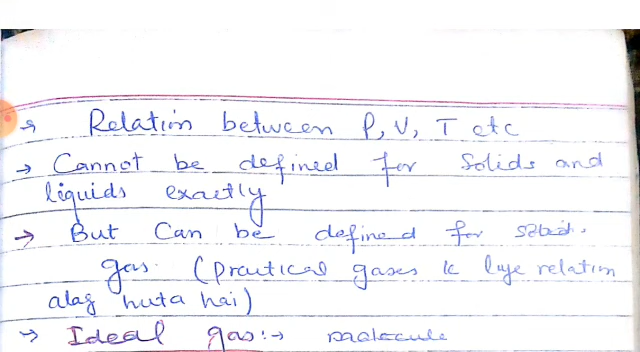 → Relation between P, V, T etc
→ Cannot be defined for Solids and
liquids exactly
→ But Can be defined for
gas. (practical gases k liye relation
alag huta hai)
→ Ideal gas :→ molecule